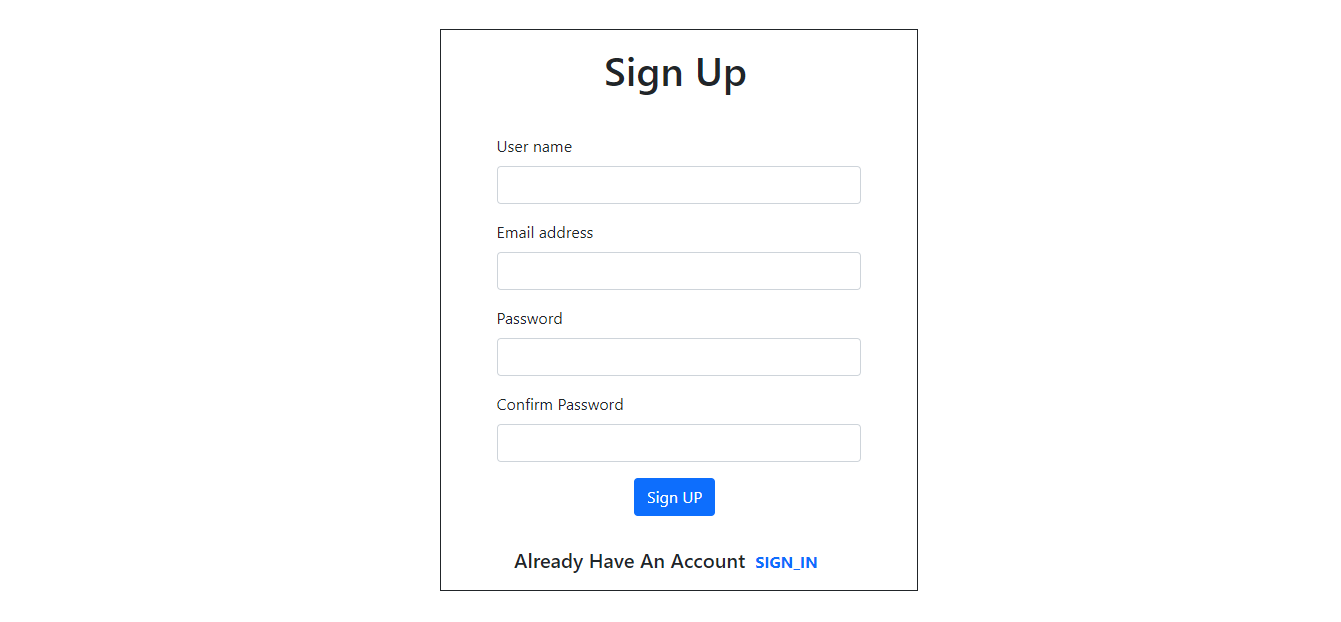 Sign Up
User name
Email address
Password
Confirm Password
Sign UP
Already Have An Account SIGN_IN